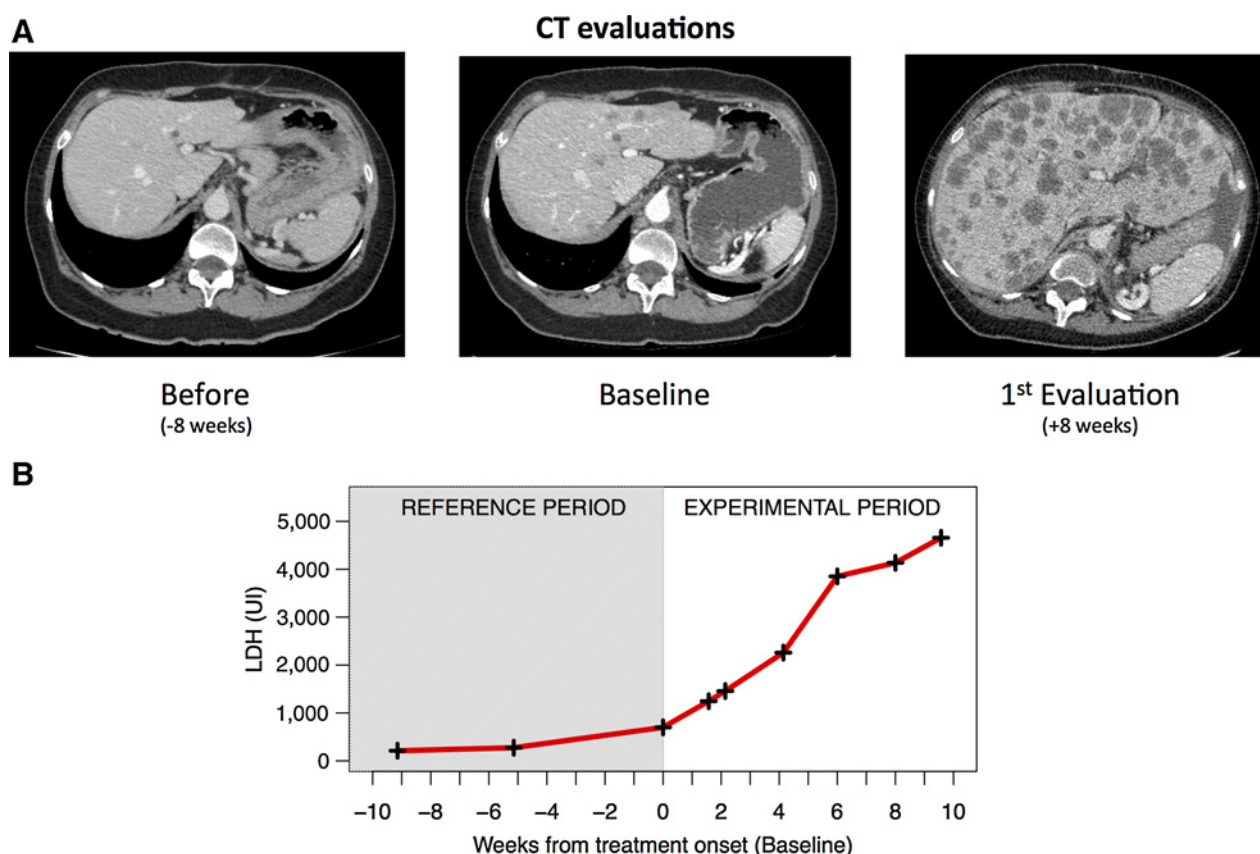 A
CT evaluations
Before
(-8 weeks)
Baseline
1st Evaluation
(+8 weeks)
B
REFERENCE PERIOD
EXPERIMENTAL PERIOD
5,000
4,000
3,000
2,000
1,000
0
LDH (UI)
−10 −8 −6 −4 −2 0 2 4 6 8 10
Weeks from treatment onset (Baseline)